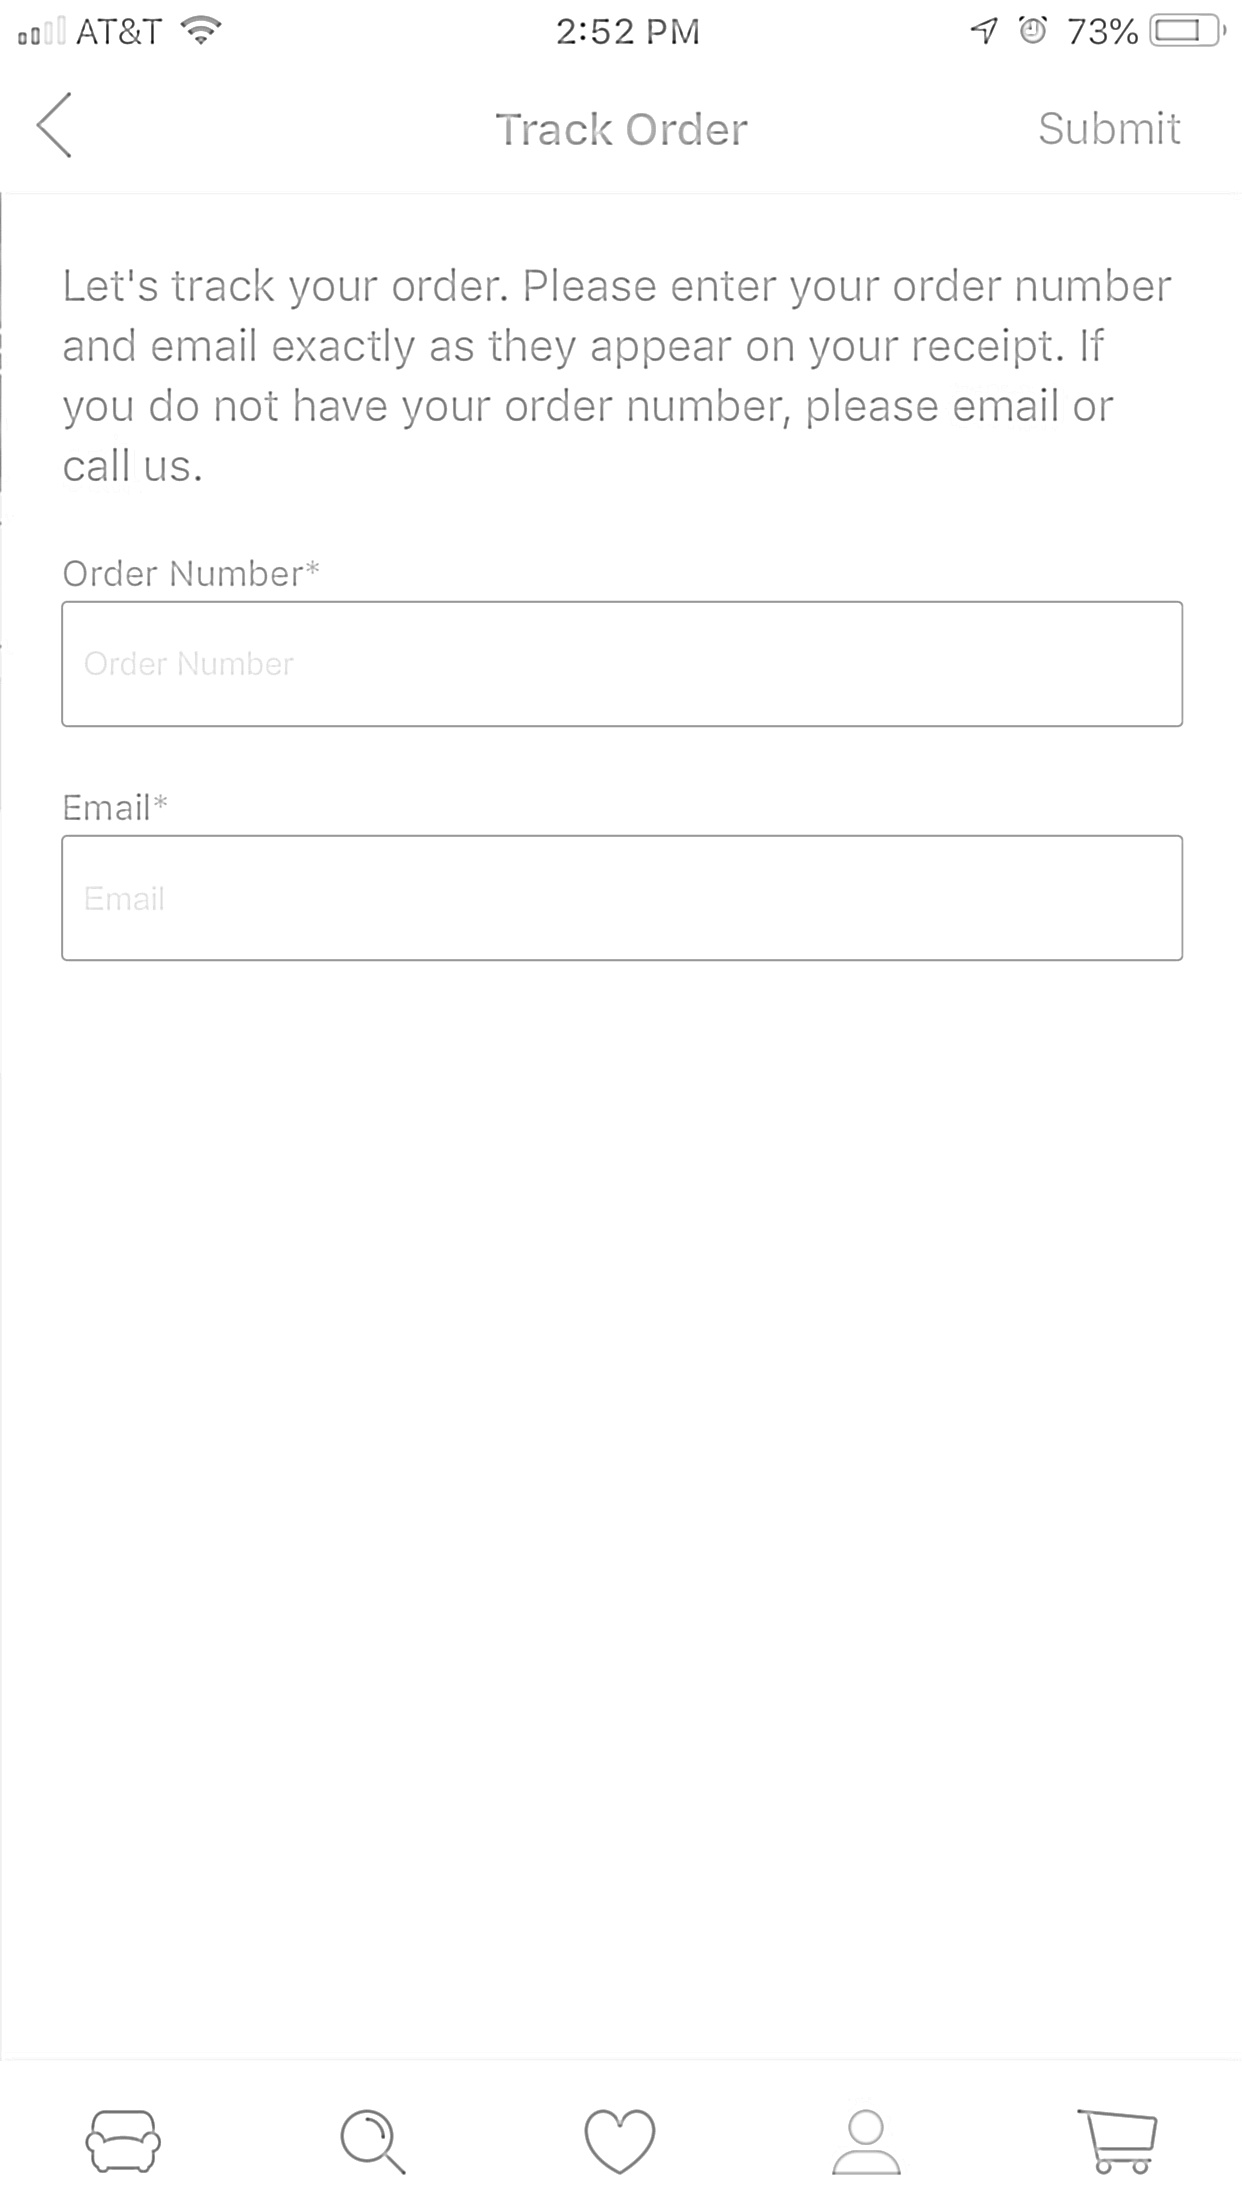 AT&T 2:52 PM 73%
Track Order Submit
Let's track your order. Please enter your order number
and email exactly as they appear on your receipt. If
you do not have your order number, please email or
call us.
Order Number*
Order Number
Email*
Email